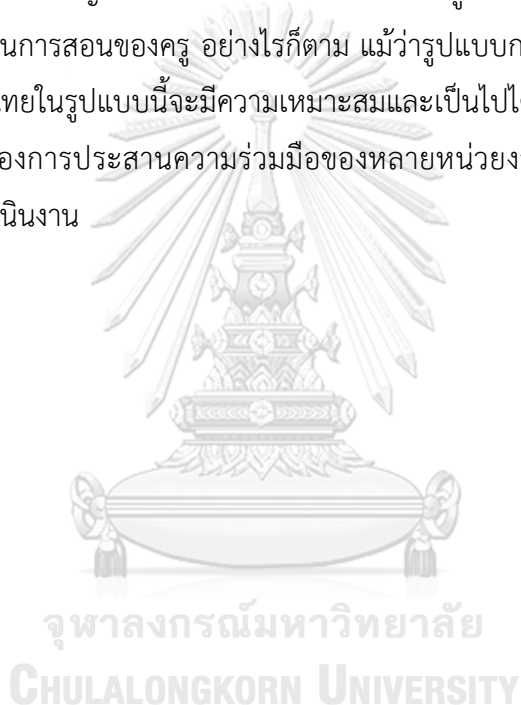 นการสอนของครู อย่างไรก็ตาม แม้ว่ารูปแบบก
ทยในรูปแบบนี้จะมีความเหมาะสมและเป็นไปไ
องการประสานความร่วมมือของหลายหน่วยง
นินงาน
จุฬาลงกรณ์มหาวิทยาลัย
CHULALONGKORN UNIVERSITY